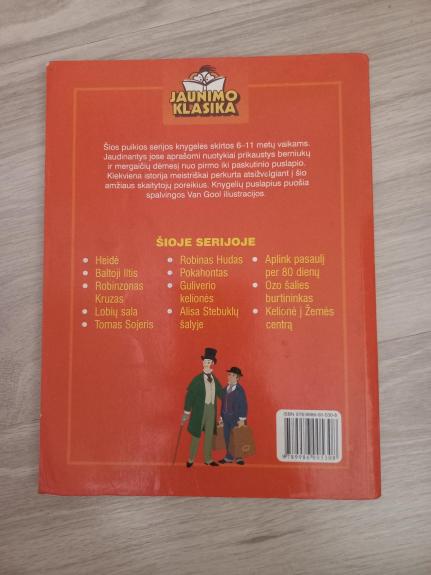 JAUNIMO
KLASIKA
Šios puikios serijos knygelės skirtos 6–11 metų vaikams.
Jaudinantys jose aprašomi nuotykiai prikaustys berniukų
ir mergaičių dėmesį nuo pirmo iki paskutinio puslapio.
Kiekviena istorija meistriškai perkurta atsižvelgiant į šio
amžiaus skaitytojų poreikius. Knygelių puslapius puošia
spalvingos Van Gool iliustracijos.
ŠIOJE SERIJOJE
• Heidė
• Baltoji Iltis
• Robinzonas
Kruzas
• Lobių sala
• Tomas Sojeris
• Robinas Hudas
• Pokahontas
• Guliverio
kelionės
• Alisa Stebuklų
šalyje
• Aplink pasaulį
per 80 dienų
• Ozo šalies
burtininkas
• Kelionė į Žemės
centrą